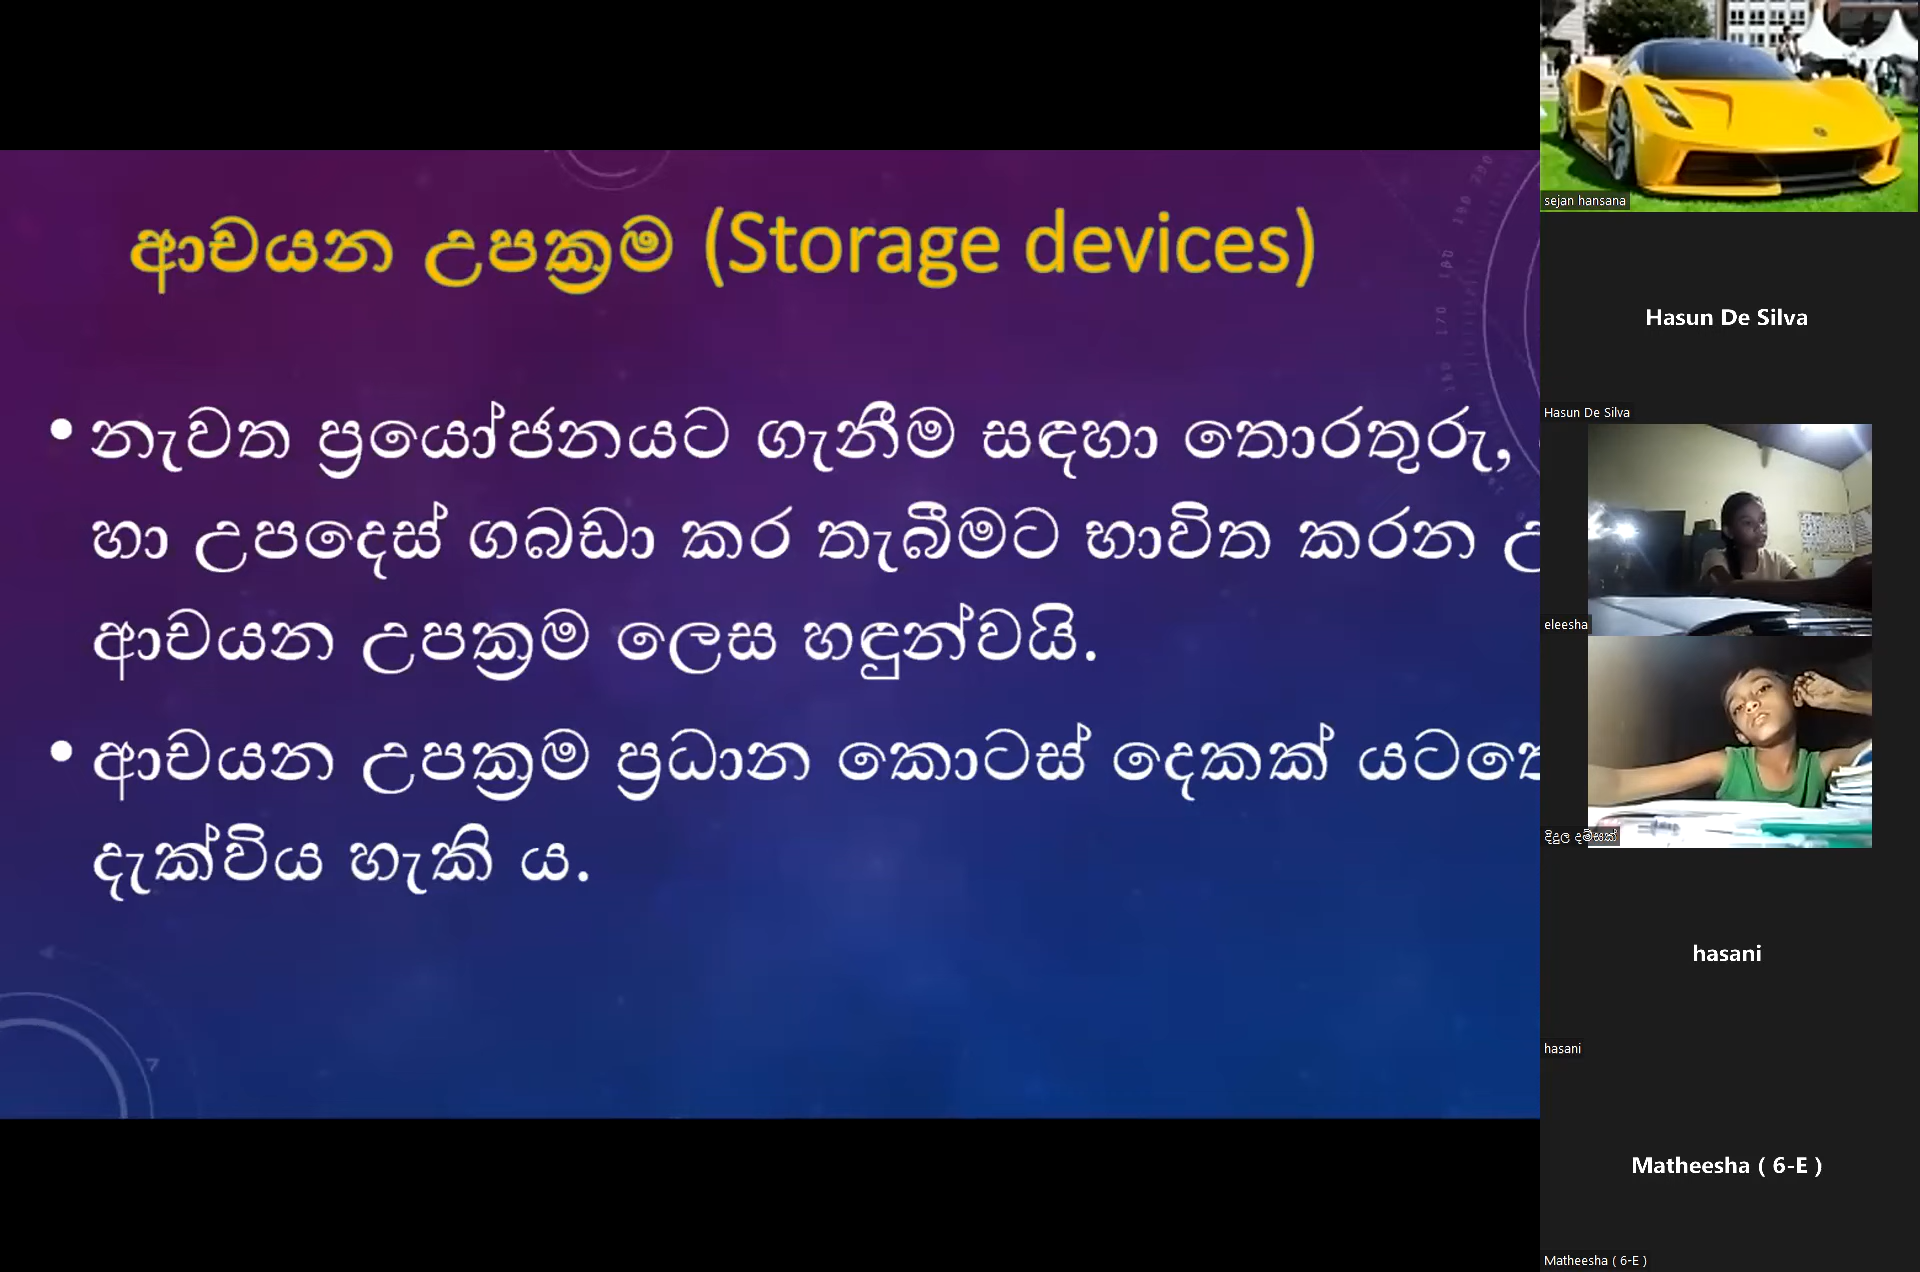 ආචයන උපක්‍රම (Storage devices)
• නැවත ප්‍රයෝජනයට ගැනීම සඳහා තොරතුරු,
හා උපදෙස් ගබඩා කර තැබීමට භාවිත කරන
ආචයන උපක්‍රම ලෙස හඳුන්වයි.
• ආචයන උපක්‍රම ප්‍රධාන කොටස් දෙකක්
දැක්විය හැකි ය.
7
sejan hansana
Hasun De Silva
Hasun De Silva
eleesha
hasani
hasani
Matheesha ( 6-E )
Matheesha ( 6-E )